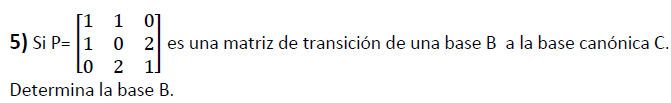 5) Si P= [1 1 0
1 0 2
0 2 1] es una matriz de transición de una base B a la base canónica C.
Determina la base B.